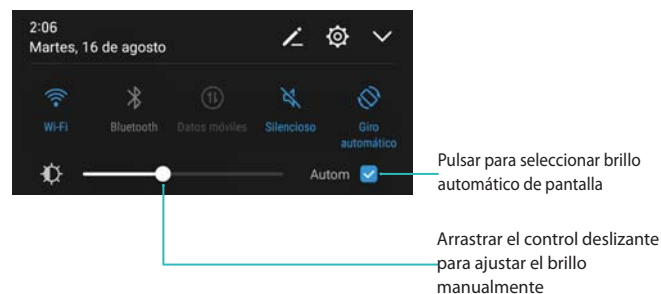 2:06
Martes, 16 de agosto
Wi-Fi
Bluetooth
Datos móviles
Silencioso
Giro
automático
Autom
Pulsar para seleccionar brillo
automático de pantalla
Arrastrar el control deslizante
para ajustar el brillo
manualmente